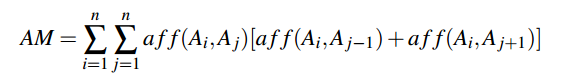 $$AM = \sum_{i=1}^{n} \sum_{j=1}^{n} aff(A_i, A_j)[aff(A_i, A_{j-1}) + aff(A_i, A_{j+1})]$$